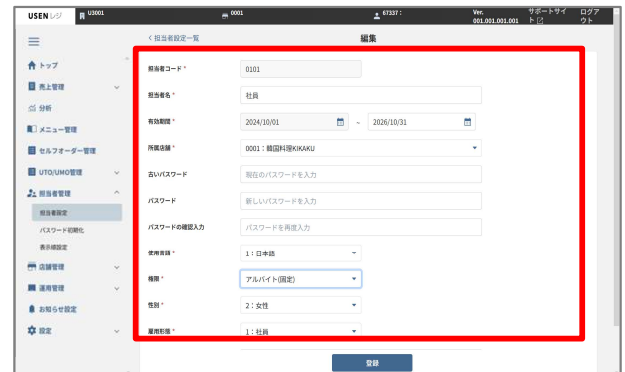 USEN レジ U3001 0001 67337 : Ver. 001.001.001.001 サポートサイト ログアウト
< 担当者設定一覧
編集
トップ
売上管理
分析
メニュー管理
セルフオーダー管理
UTO/UMO管理
担当者管理
担当者設定
パスワード初期化
表示順設定
店舗管理
運用管理
お知らせ設定
設定
担当者コード * 0101
担当者名 * 社員
有効期間 * 2024/10/01 ~ 2026/10/31
所属店舗 * 0001：韓国料理KIKAKU
古いパスワード 現在のパスワードを入力
パスワード 新しいパスワードを入力
パスワードの確認入力 パスワードを再度入力
使用言語 * 1：日本語
権限 * アルバイト(固定)
性別 * 2：女性
雇用形態 * 1：社員
登録